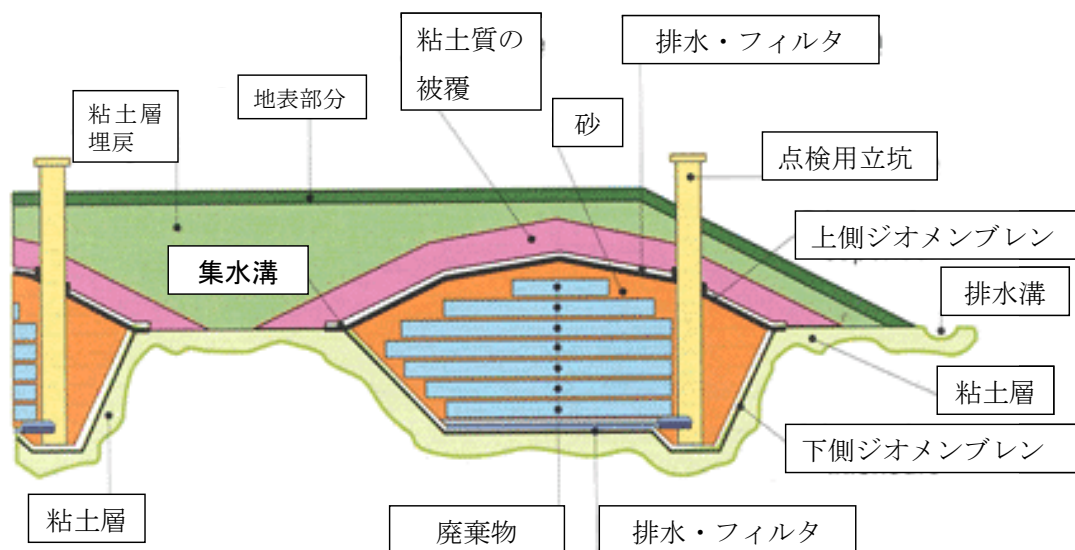 粘土質の
被覆
排水・フィルタ
地表部分
粘土層
埋戻
砂
点検用立坑
上側ジオメンブレン
集水溝
排水溝
粘土層
下側ジオメンブレン
粘土層
廃棄物
排水・フィルタ